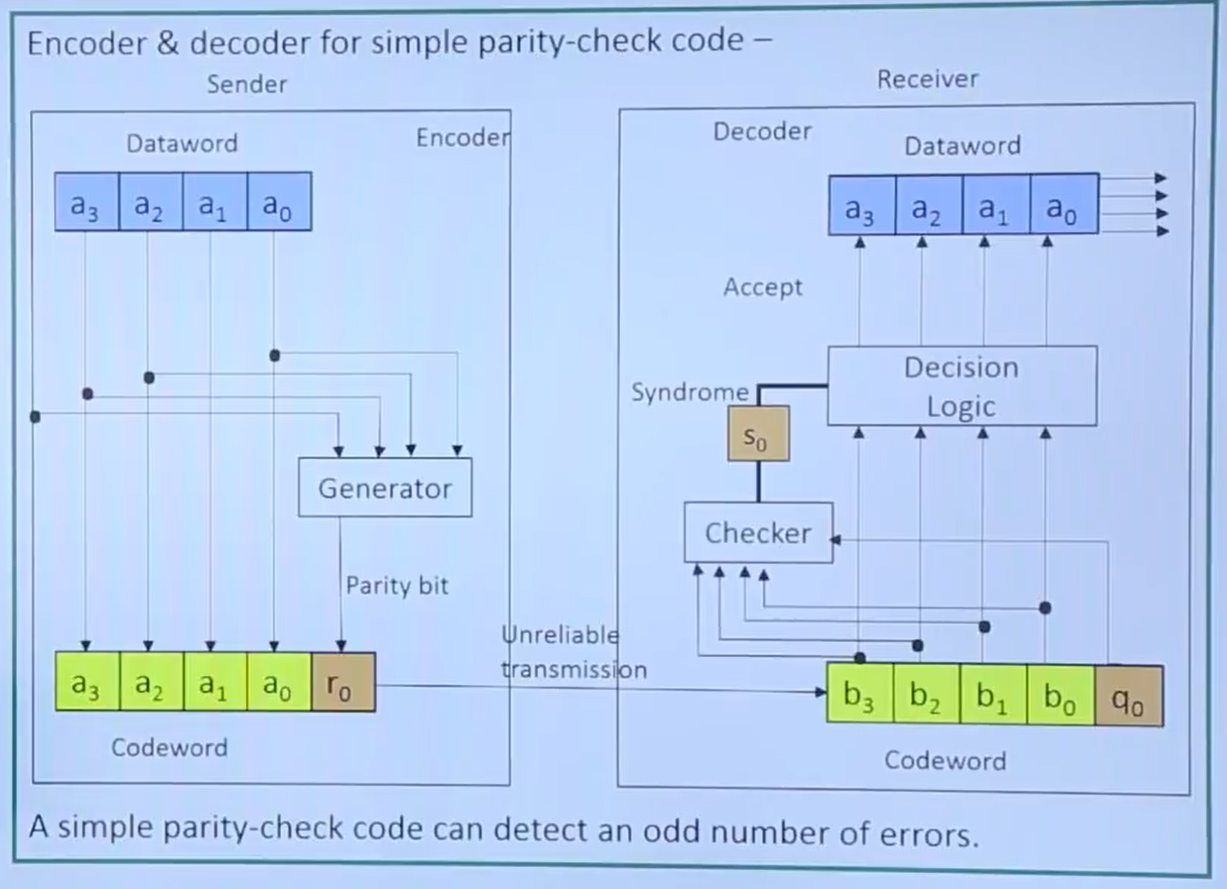 Encoder & decoder for simple parity-check code –
Sender
Receiver
Dataword
Encoder
Decoder
Dataword
a₃ a₂ a₁ a₀
a₃ a₂ a₁ a₀
Accept
Decision
Logic
Syndrome
s₀
Generator
Checker
Parity bit
Unreliable
transmission
a₃ a₂ a₁ a₀ r₀
b₃ b₂ b₁ b₀ q₀
Codeword
Codeword
A simple parity-check code can detect an odd number of errors.